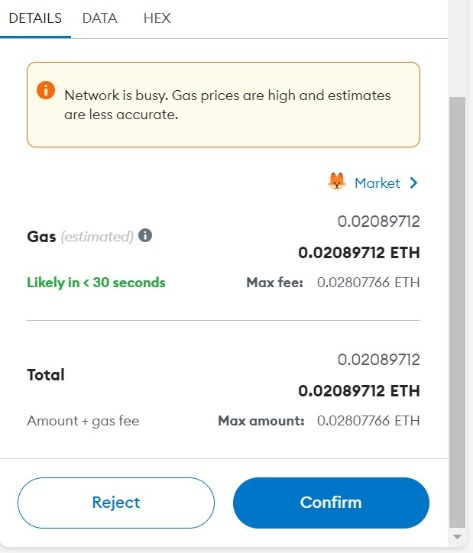 DETAILS DATA HEX
Network is busy. Gas prices are high and estimates
are less accurate.
Market >
0.02089712
Gas (estimated) i 0.02089712 ETH
Likely in < 30 seconds Max fee: 0.02807766 ETH
0.02089712
Total 0.02089712 ETH
Amount + gas fee Max amount: 0.02807766 ETH
Reject Confirm